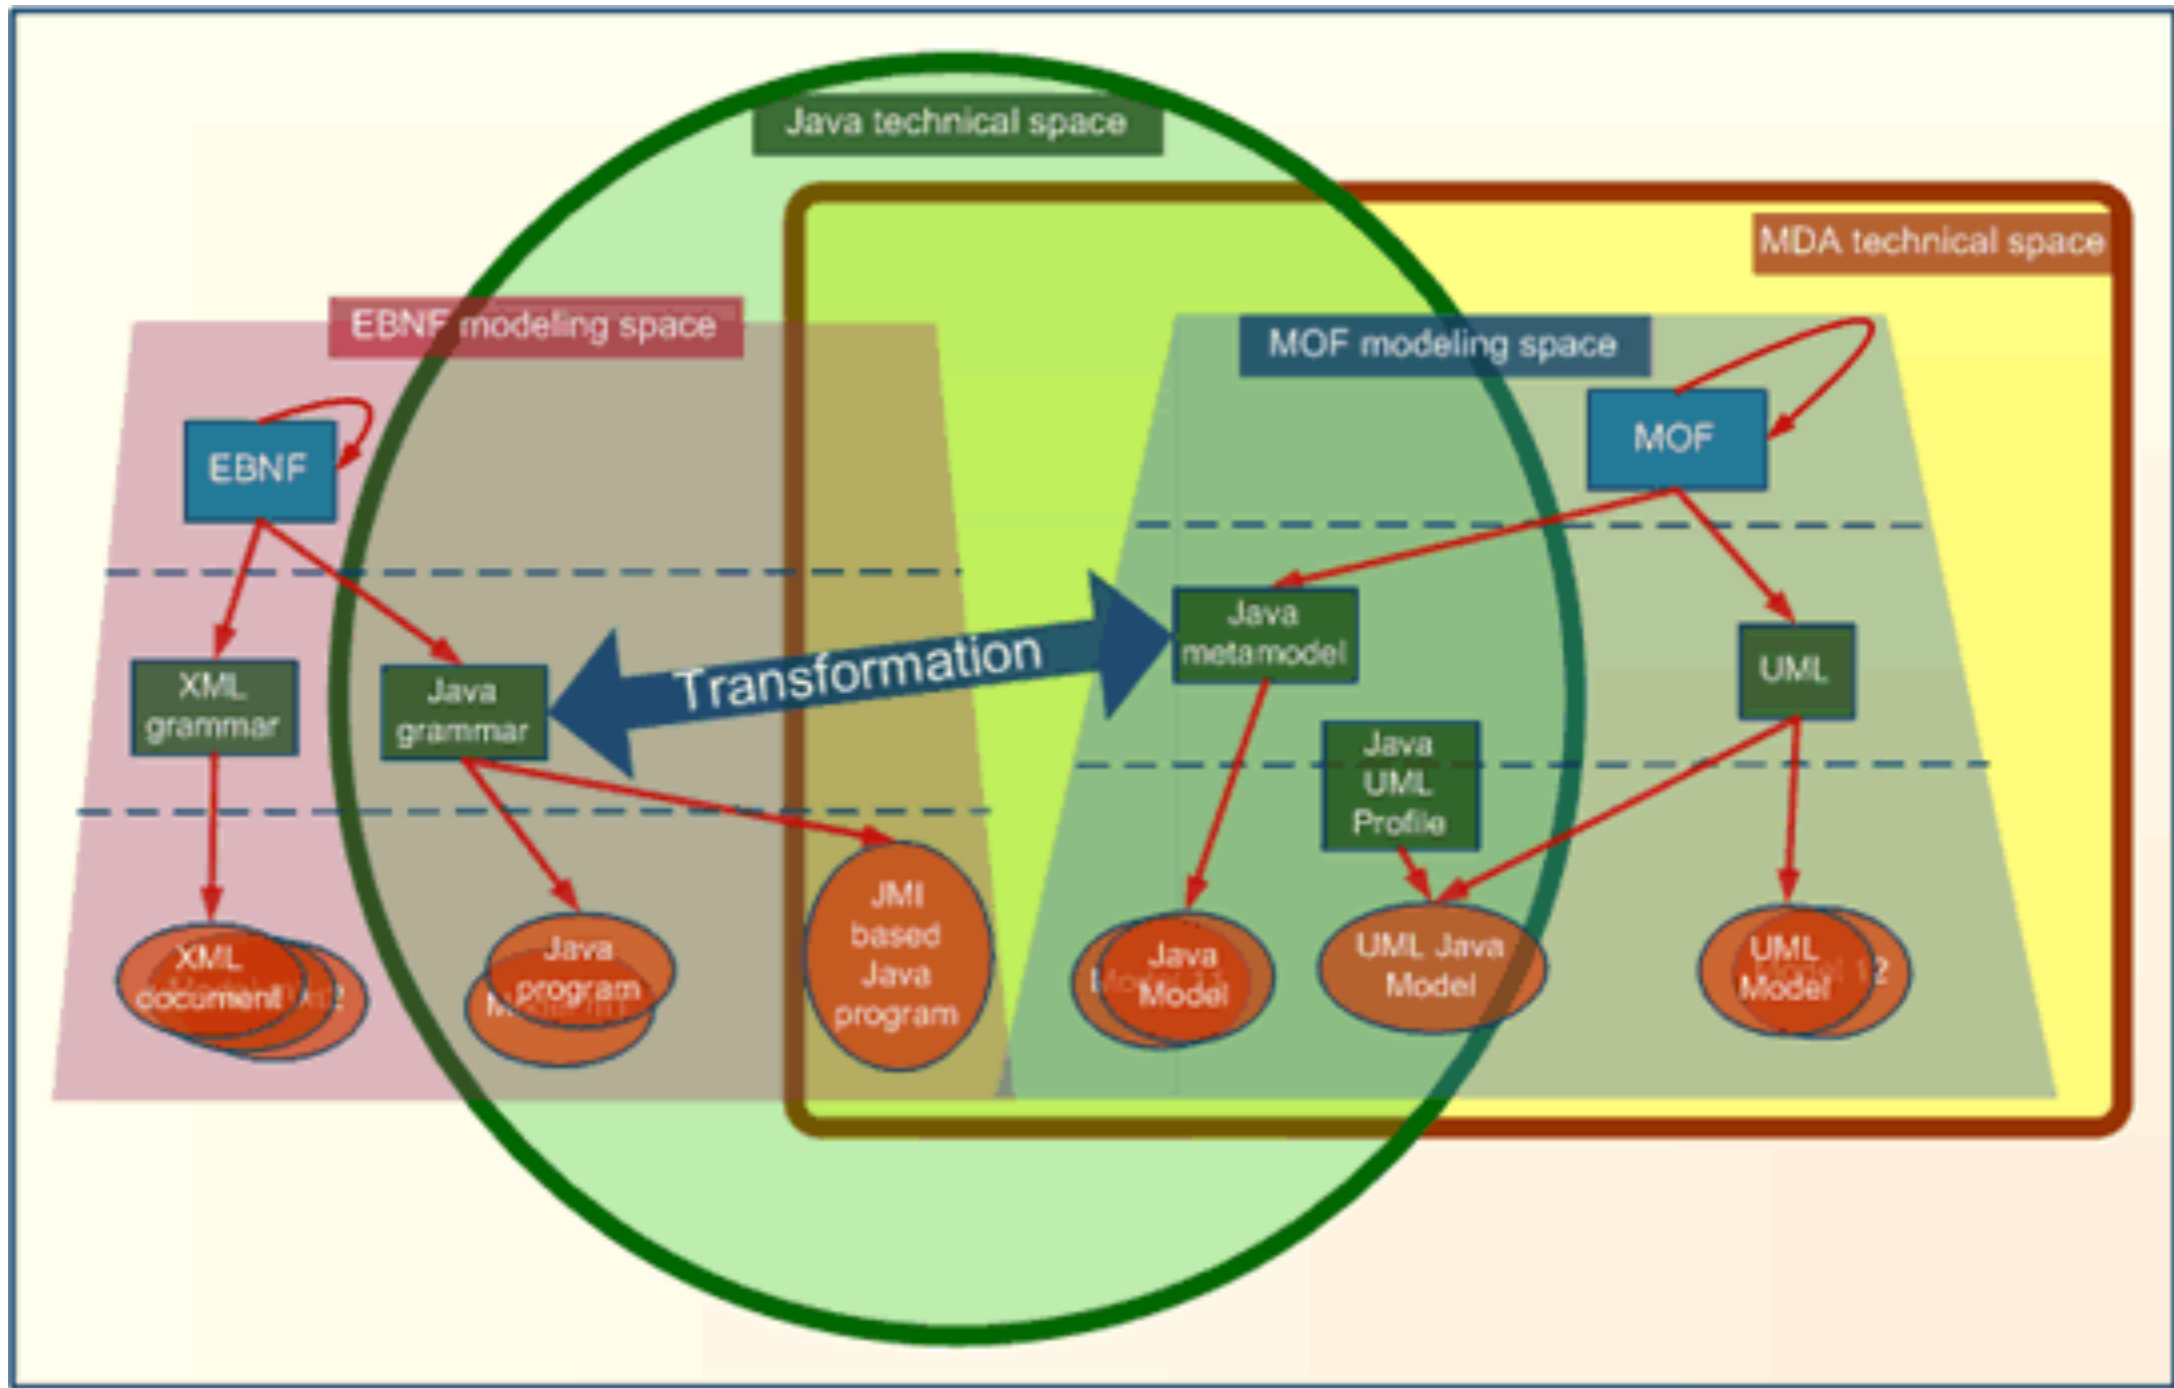 Java technical space
MDA technical space
EBNF modeling space
MOF modeling space
EBNF
MOF
Java
metamodel
UML
Transformation
XML
grammar
Java
grammar
Java
UML
Profile
XML
document
Java
program
JMI
based
Java
program
Java
Model
UML Java
Model
UML
Model